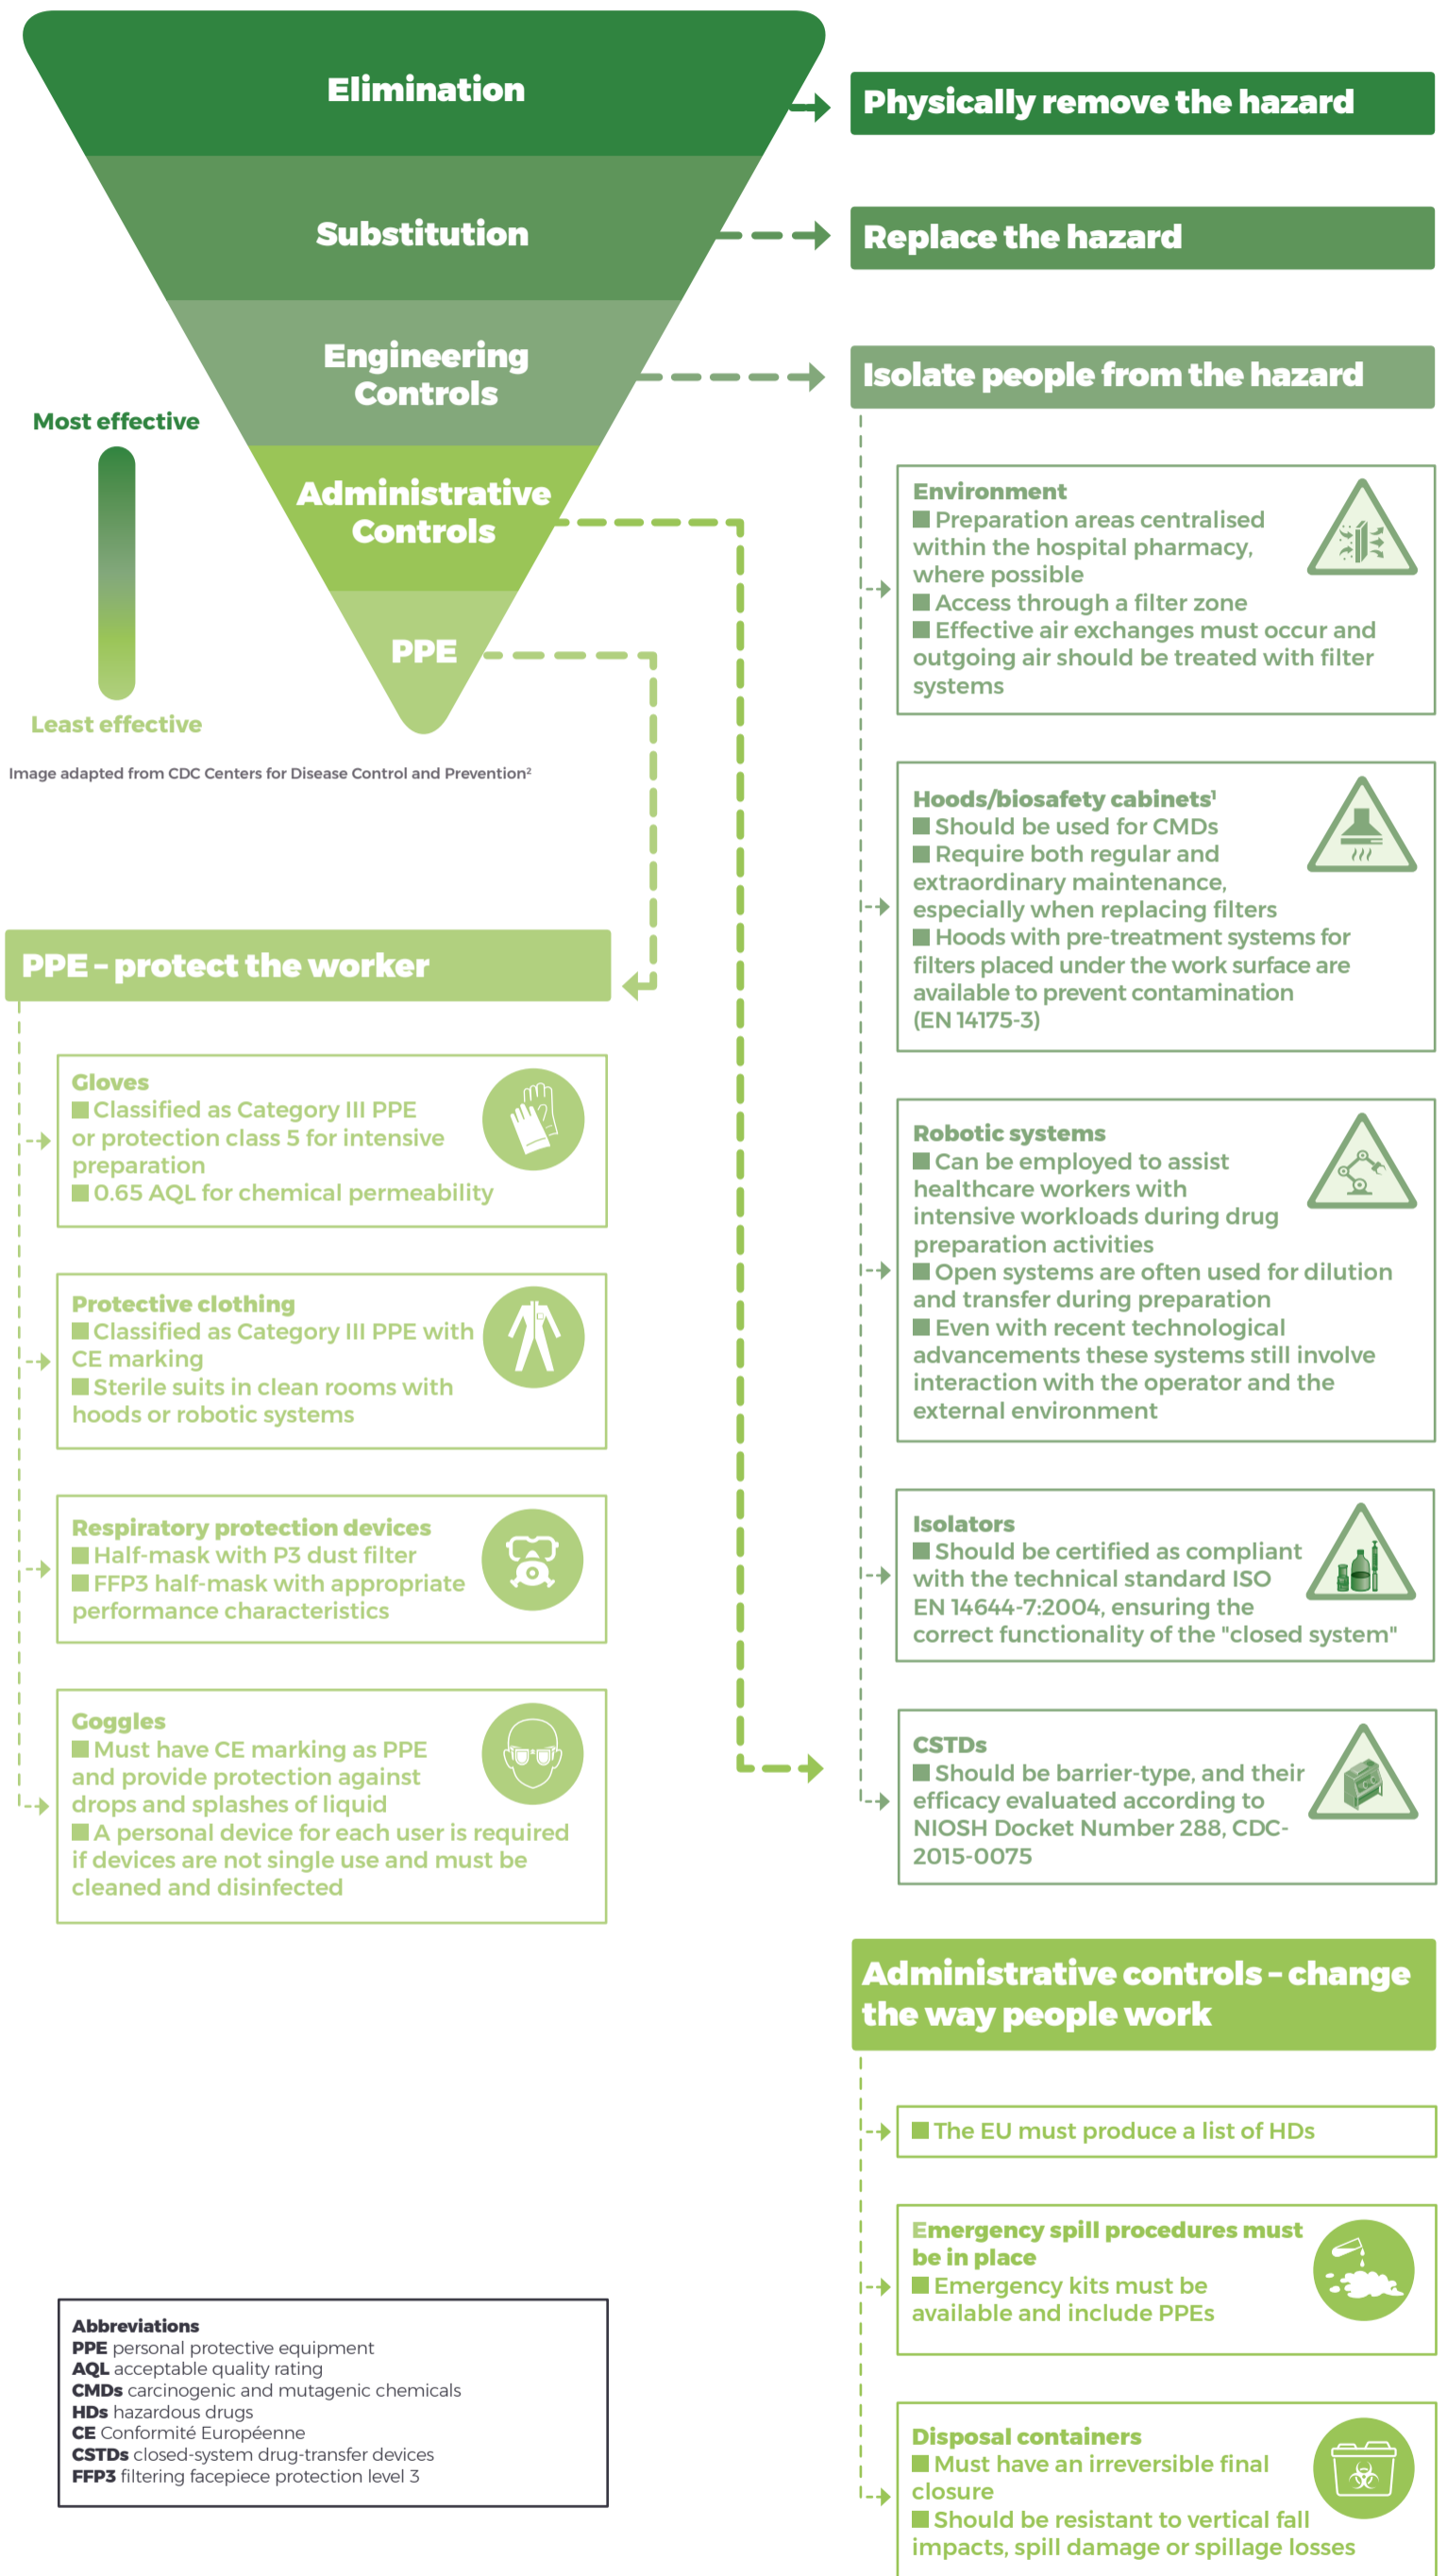 Elimination
Physically remove the hazard
Substitution
Replace the hazard
Engineering
Controls
Isolate people from the hazard
Most effective
Administrative
Controls
PPE
Least effective
Image adapted from CDC Centers for Disease Control and Prevention²
Environment
■ Preparation areas centralised
within the hospital pharmacy,
where possible
■ Access through a filter zone
■ Effective air exchanges must occur and
outgoing air should be treated with filter
systems
Hoods/biosafety cabinets¹
■ Should be used for CMDs
■ Require both regular and
extraordinary maintenance,
especially when replacing filters
■ Hoods with pre-treatment systems for
filters placed under the work surface are
available to prevent contamination
(EN 14175-3)
Robotic systems
■ Can be employed to assist
healthcare workers with
intensive workloads during drug
preparation activities
■ Open systems are often used for dilution
and transfer during preparation
■ Even with recent technological
advancements these systems still involve
interaction with the operator and the
external environment
Isolators
■ Should be certified as compliant
with the technical standard ISO
EN 14644-7:2004, ensuring the
correct functionality of the "closed system"
CSTDs
■ Should be barrier-type, and their
efficacy evaluated according to
NIOSH Docket Number 288, CDC-
2015-0075
PPE – protect the worker
Gloves
■ Classified as Category III PPE
or protection class 5 for intensive
preparation
■ 0.65 AQL for chemical permeability
Protective clothing
■ Classified as Category III PPE with
CE marking
■ Sterile suits in clean rooms with
hoods or robotic systems
Respiratory protection devices
■ Half-mask with P3 dust filter
■ FFP3 half-mask with appropriate
performance characteristics
Goggles
■ Must have CE marking as PPE
and provide protection against
drops and splashes of liquid
■ A personal device for each user is required
if devices are not single use and must be
cleaned and disinfected
Administrative controls – change
the way people work
■ The EU must produce a list of HDs
Emergency spill procedures must
be in place
■ Emergency kits must be
available and include PPEs
Disposal containers
■ Must have an irreversible final
closure
■ Should be resistant to vertical fall
impacts, spill damage or spillage losses
Abbreviations
PPE personal protective equipment
AQL acceptable quality rating
CMDs carcinogenic and mutagenic chemicals
HDs hazardous drugs
CE Conformité Européenne
CSTDs closed-system drug-transfer devices
FFP3 filtering facepiece protection level 3